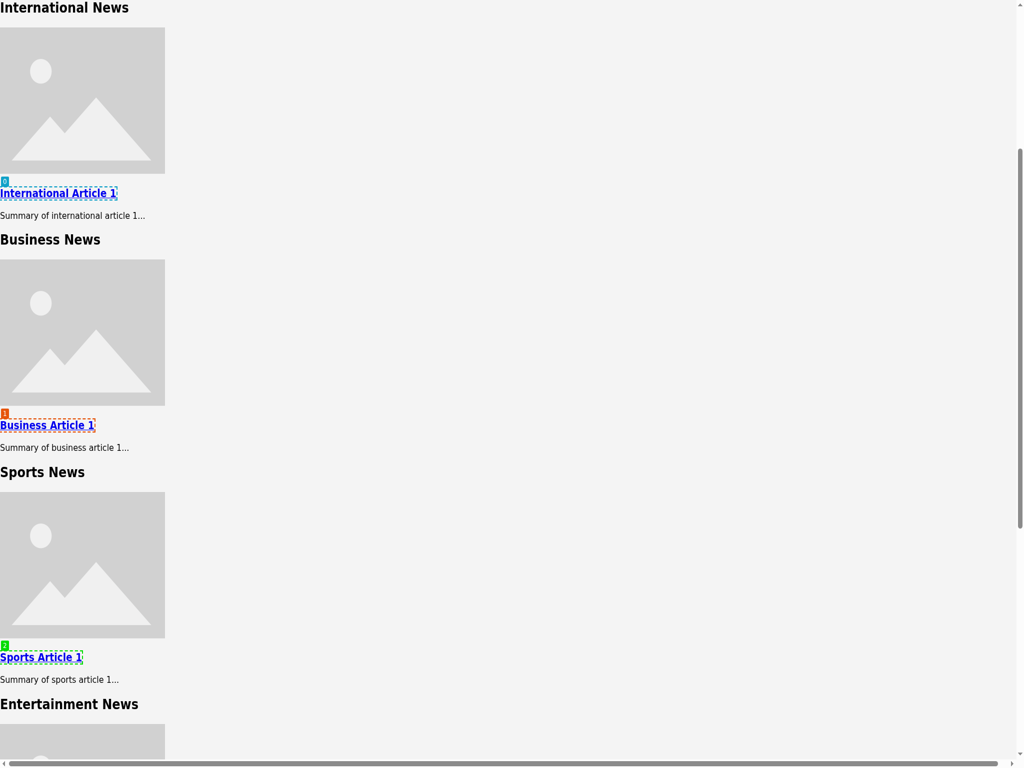 International News
0
International Article 1
Summary of international article 1...
Business News
1
Business Article 1
Summary of business article 1...
Sports News
2
Sports Article 1
Summary of sports article 1...
Entertainment News